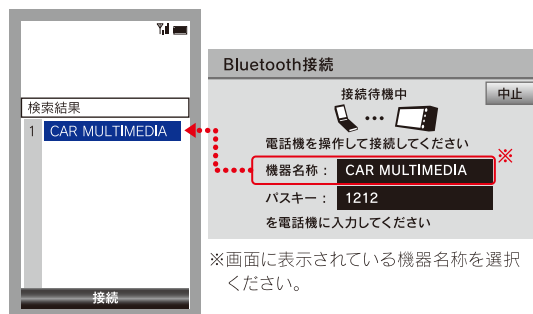 検索結果
1 CAR MULTIMEDIA
接続
Bluetooth接続
接続待機中
中止
電話機を操作して接続してください
機器名称： CAR MULTIMEDIA
※
パスキー： 1212
を電話機に入力してください
※画面に表示されている機器名称を選択
ください。